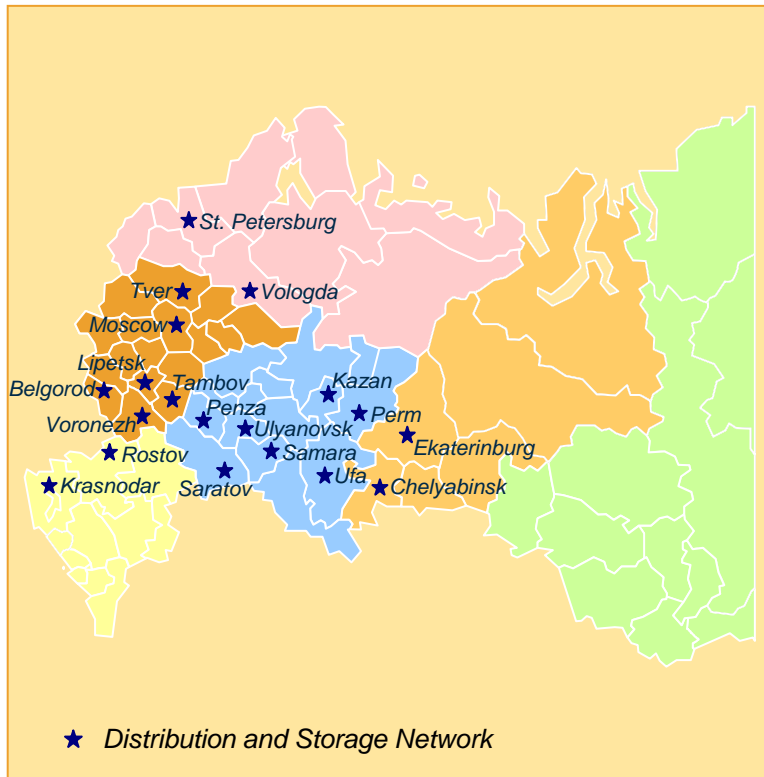 St. Petersburg
Tver
Vologda
Moscow
Lipetsk
Kazan
Belgorod
Tambov
Penza
Perm
Voronezh
Ulyanovsk
Ekaterinburg
Rostov
Samara
Ufa
Krasnodar
Saratov
Chelyabinsk
Distribution and Storage Network